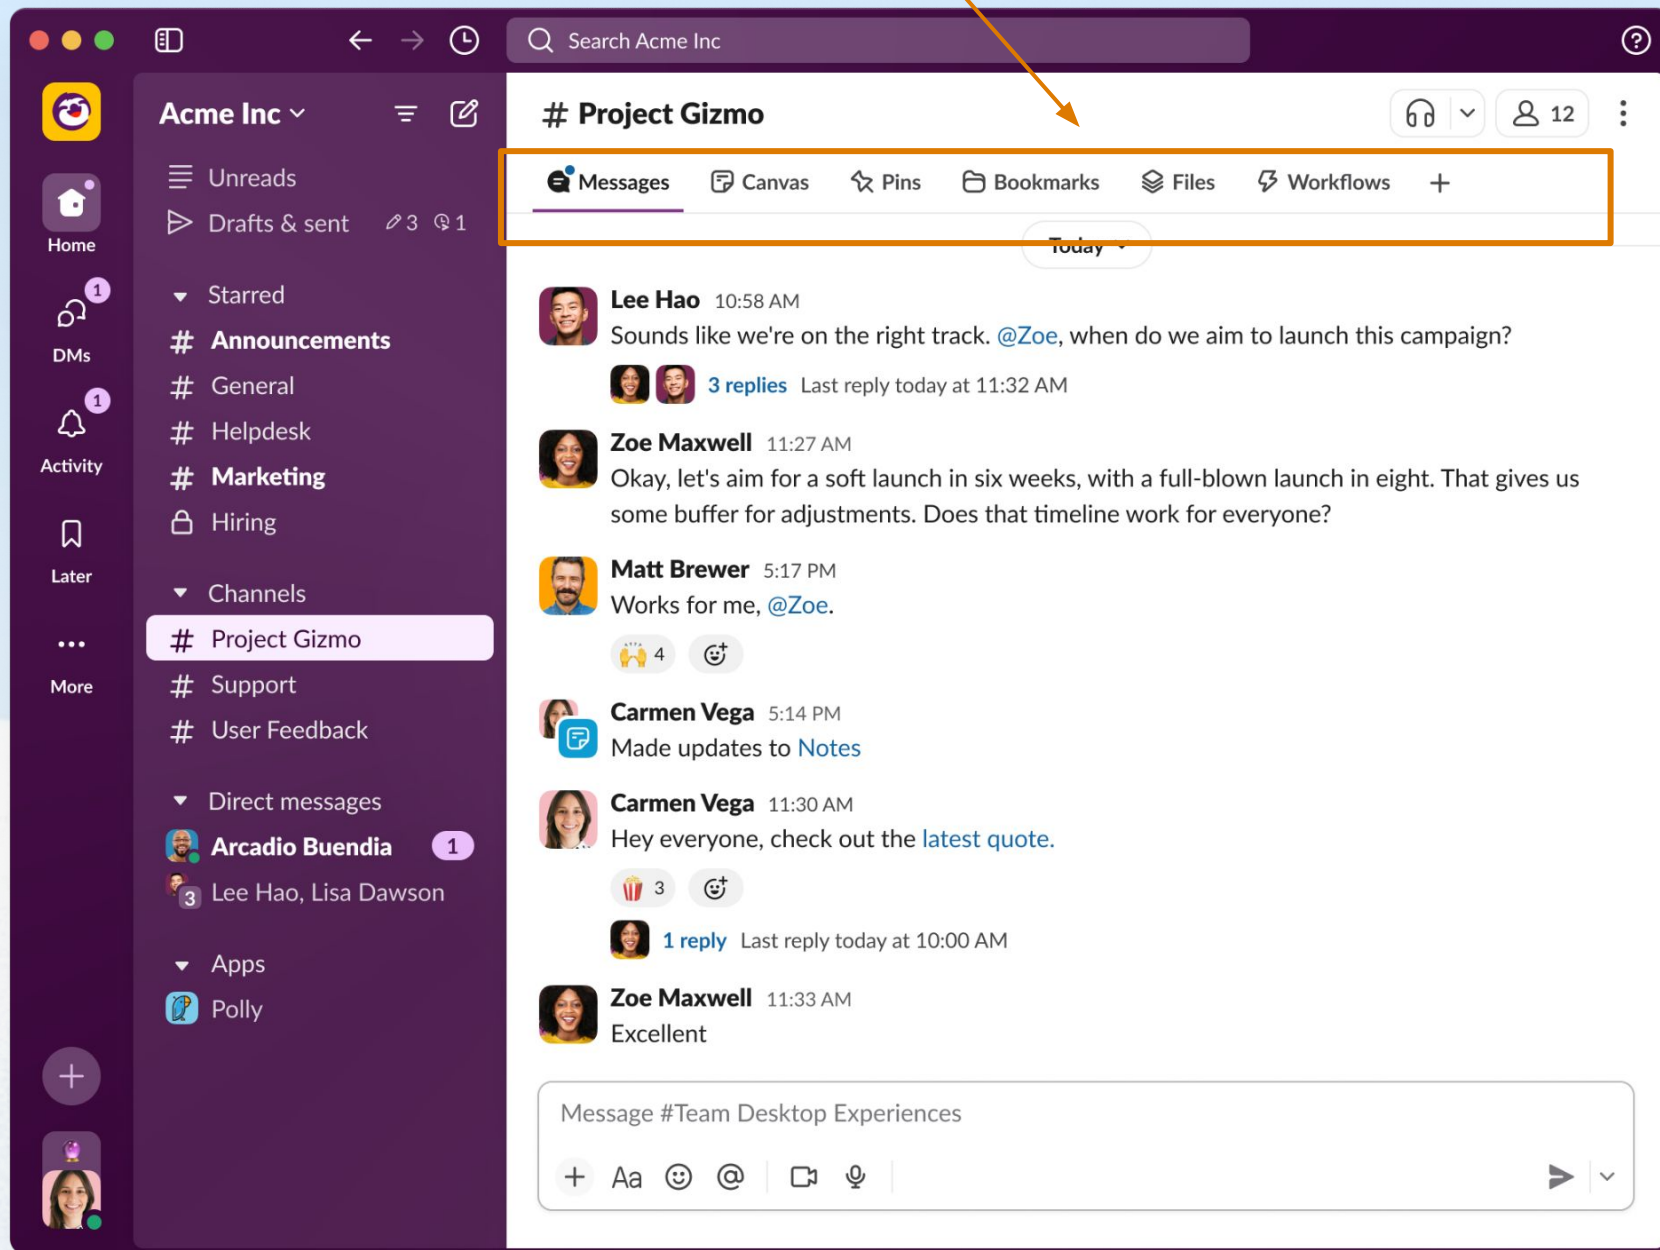 Search Acme Inc
Acme Inc
Home
DMs
1
Activity
1
Later
More
Unreads
Drafts & sent 3 1
Starred
# Announcements
# General
# Helpdesk
# Marketing
Hiring
Channels
# Project Gizmo
# Support
# User Feedback
Direct messages
Arcadio Buendia 1
3 Lee Hao, Lisa Dawson
Apps
Polly
# Project Gizmo
12
Messages Canvas Pins Bookmarks Files Workflows +
Today
Lee Hao 10:58 AM
Sounds like we're on the right track. @Zoe, when do we aim to launch this campaign?
3 replies Last reply today at 11:32 AM
Zoe Maxwell 11:27 AM
Okay, let's aim for a soft launch in six weeks, with a full-blown launch in eight. That gives us
some buffer for adjustments. Does that timeline work for everyone?
Matt Brewer 5:17 PM
Works for me, @Zoe.
4
Carmen Vega 5:14 PM
Made updates to Notes
Carmen Vega 11:30 AM
Hey everyone, check out the latest quote.
3
1 reply Last reply today at 10:00 AM
Zoe Maxwell 11:33 AM
Excellent
Message #Team Desktop Experiences
+ Aa @